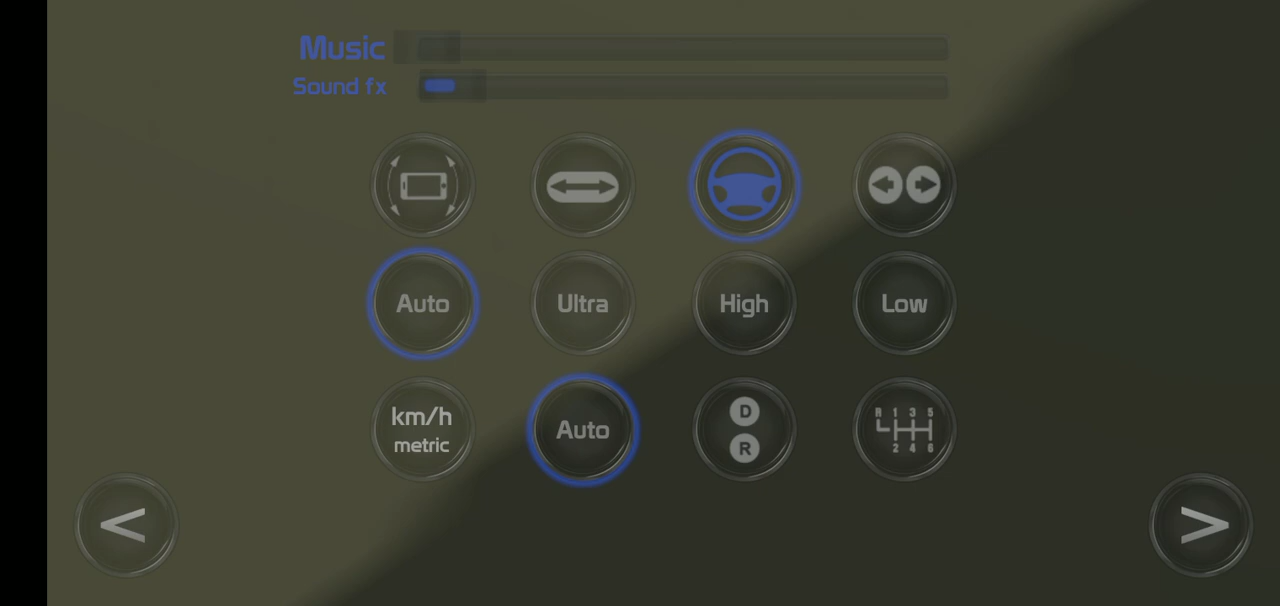 Music
Sound fx
Auto
Ultra
High
Low
km/h
metric
Auto
D
R
R 1 3 5
2 4 6
<
>